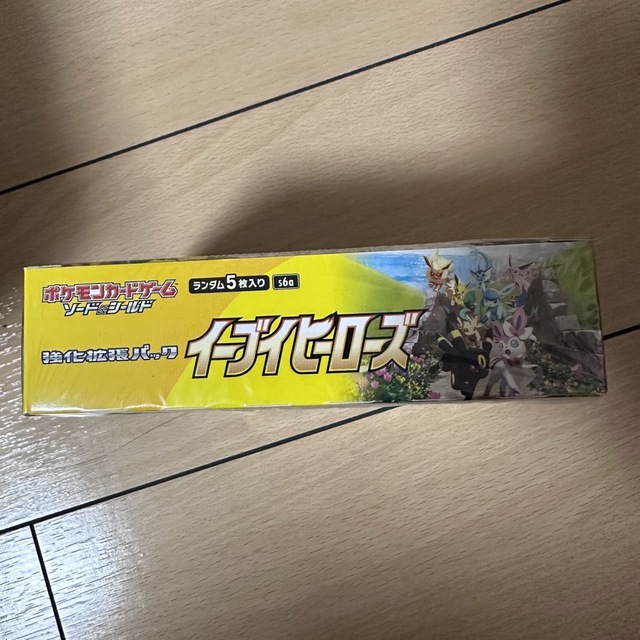 ポケモンカードゲーム
ソード&シールド
ランダム5枚入り s6a
強化拡張パック
イーブイヒーローズ